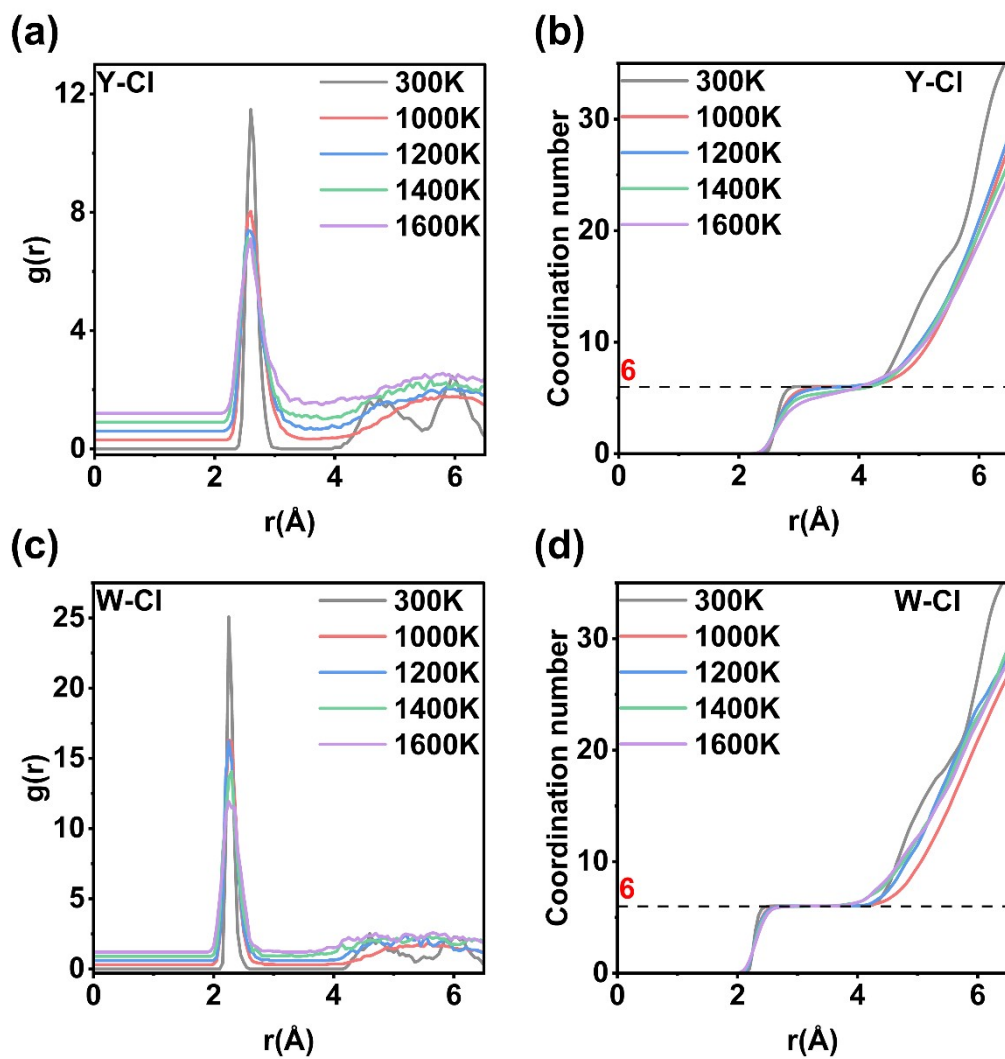 (a)
Y-Cl
300K
1000K
1200K
1400K
1600K
12
8
4
0
g(r)
0 2 4 6
r(Å)
(b)
Y-Cl
300K
1000K
1200K
1400K
1600K
30
20
10
0
6
Coordination number
0 2 4 6
r(Å)
(c)
W-Cl
300K
1000K
1200K
1400K
1600K
25
20
15
10
5
0
g(r)
0 2 4 6
r(Å)
(d)
W-Cl
300K
1000K
1200K
1400K
1600K
30
20
10
0
6
Coordination number
0 2 4 6
r(Å)